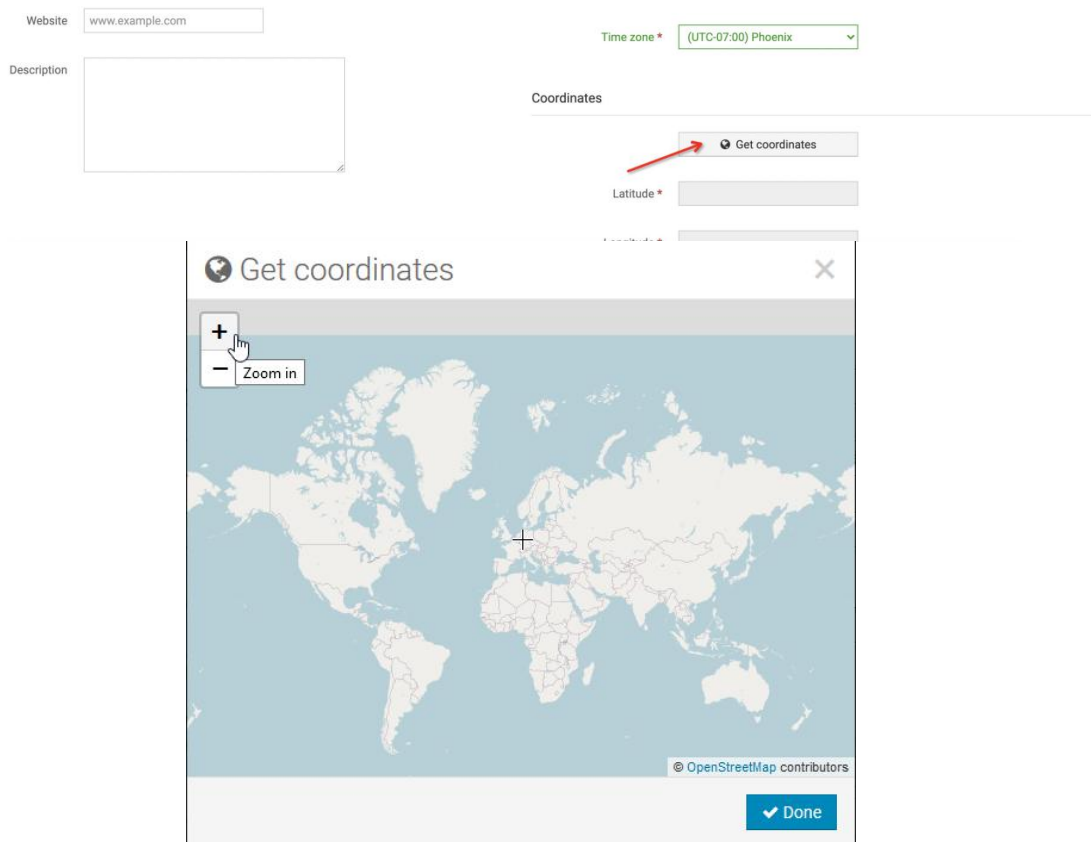 Website www.example.com
Time zone * (UTC-07:00) Phoenix
Description
Coordinates
Get coordinates
Latitude *
Get coordinates ×
+
Zoom in
−
© OpenStreetMap contributors
Done